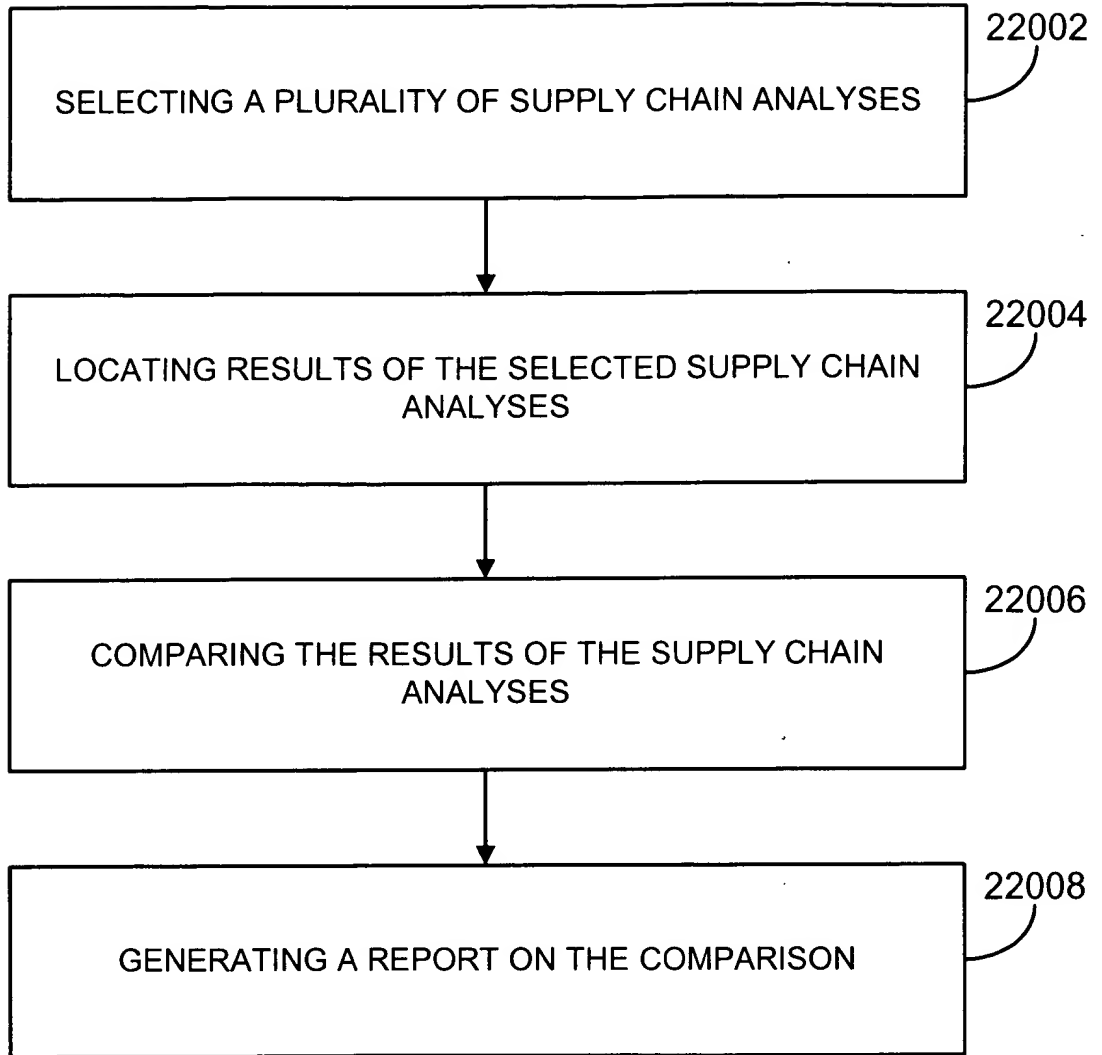 22002
SELECTING A PLURALITY OF SUPPLY CHAIN ANALYSES
22004
LOCATING RESULTS OF THE SELECTED SUPPLY CHAIN
ANALYSES
22006
COMPARING THE RESULTS OF THE SUPPLY CHAIN
ANALYSES
22008
GENERATING A REPORT ON THE COMPARISON